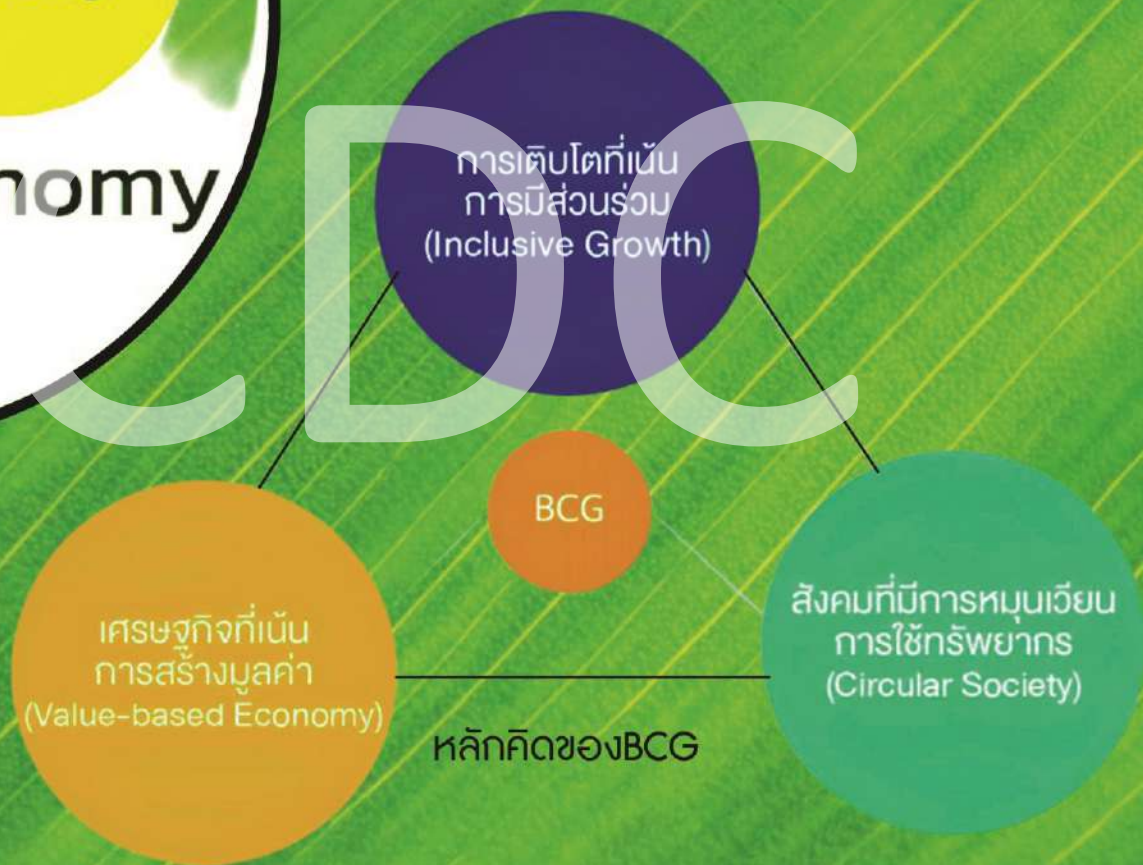 nomy
CDC
การเติบโตที่เน้น
การมีส่วนร่วม
(Inclusive Growth)
BCG
เศรษฐกิจที่เน้น
การสร้างมูลค่า
(Value-based Economy)
สังคมที่มีการหมุนเวียน
การใช้ทรัพยากร
(Circular Society)
หลักคิดของBCG